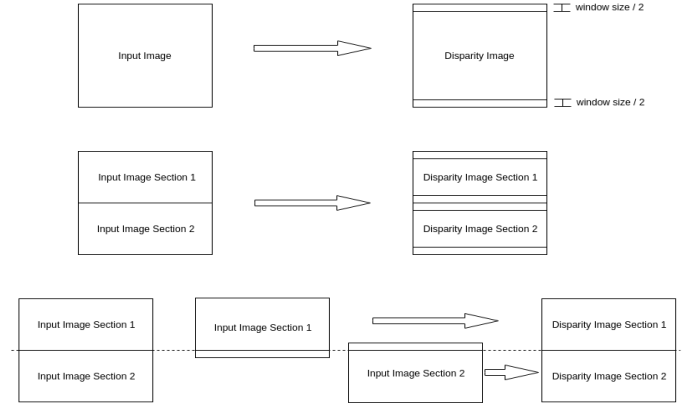 window size / 2
Input Image
Disparity Image
window size / 2
Input Image Section 1
Disparity Image Section 1
Input Image Section 2
Disparity Image Section 2
Input Image Section 1
Input Image Section 1
Disparity Image Section 1
Input Image Section 2
Input Image Section 2
Disparity Image Section 2